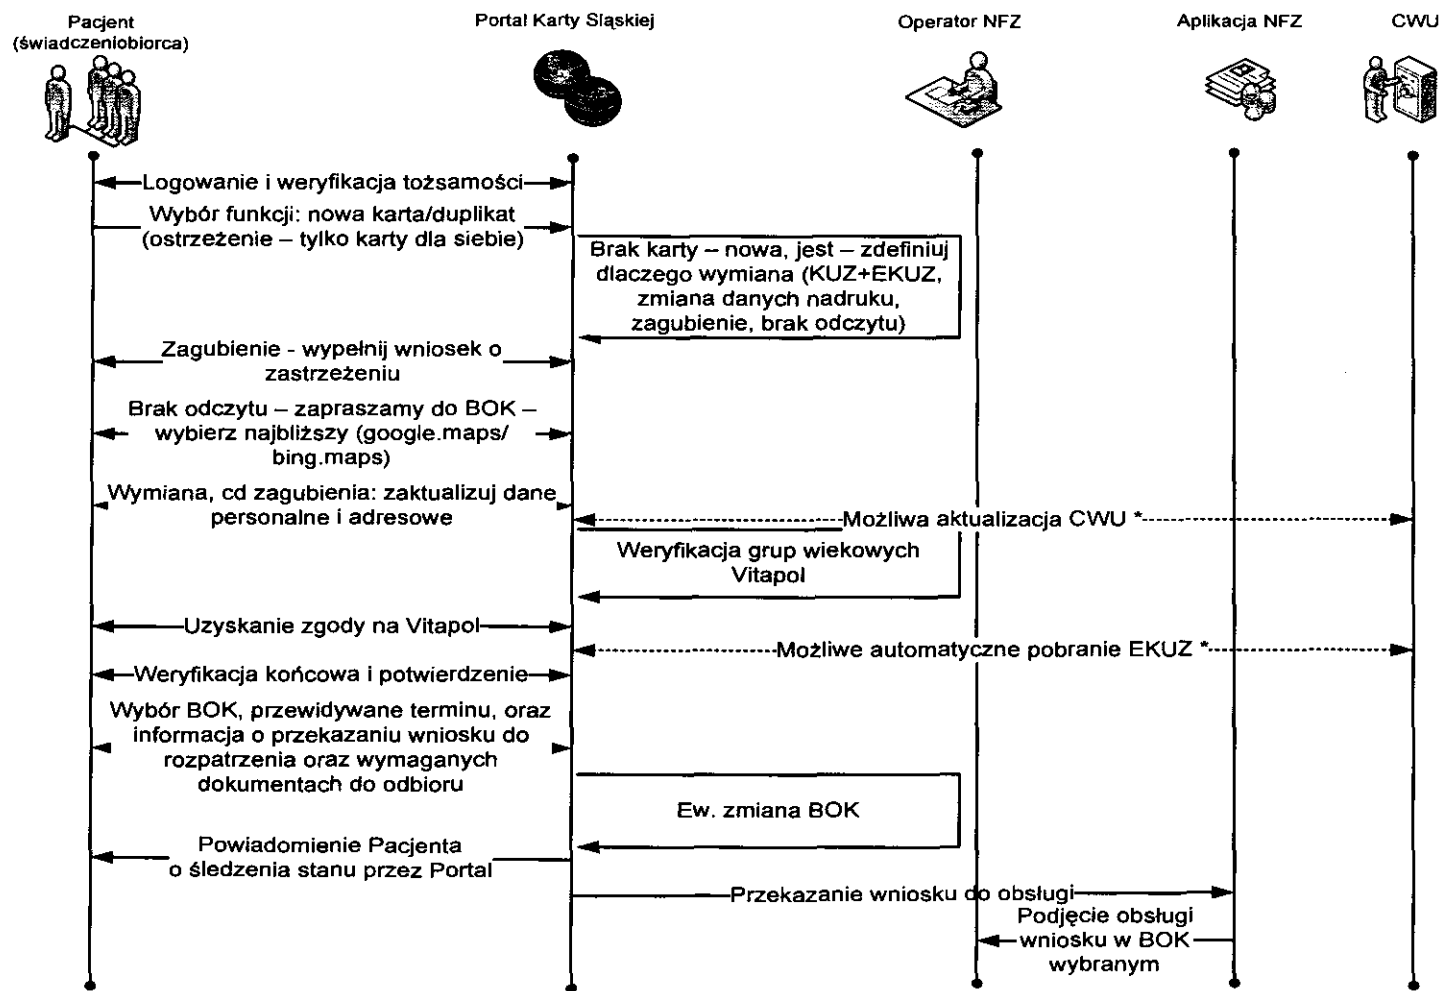 Pacjent
(świadczeniobiorca)
Portal Karty Śląskiej
Operator NFZ
Aplikacja NFZ
CWU
Logowanie i weryfikacja tożsamości
Wybór funkcji: nowa karta/duplikat
(ostrzeżenie – tylko karty dla siebie)
Brak karty – nowa, jest – zdefiniuj
dlaczego wymiana (KUZ+EKUZ,
zmiana danych nadruku,
zagubienie, brak odczytu)
Zagubienie - wypełnij wniosek o
zastrzeżeniu
Brak odczytu – zapraszamy do BOK –
wybierz najbliższy (google.maps/
bing.maps)
Wymiana, cd zagubienia: zaktualizuj dane
personalne i adresowe
Możliwa aktualizacja CWU *
Weryfikacja grup wiekowych
Vitapol
Uzyskanie zgody na Vitapol
Możliwe automatyczne pobranie EKUZ *
Weryfikacja końcowa i potwierdzenie
Wybór BOK, przewidywane terminu, oraz
informacja o przekazaniu wniosku do
rozpatrzenia oraz wymaganych
dokumentach do odbioru
Ew. zmiana BOK
Powiadomienie Pacjenta
o śledzenia stanu przez Portal
Przekazanie wniosku do obsługi
Podjęcie obsługi
wniosku w BOK
wybranym